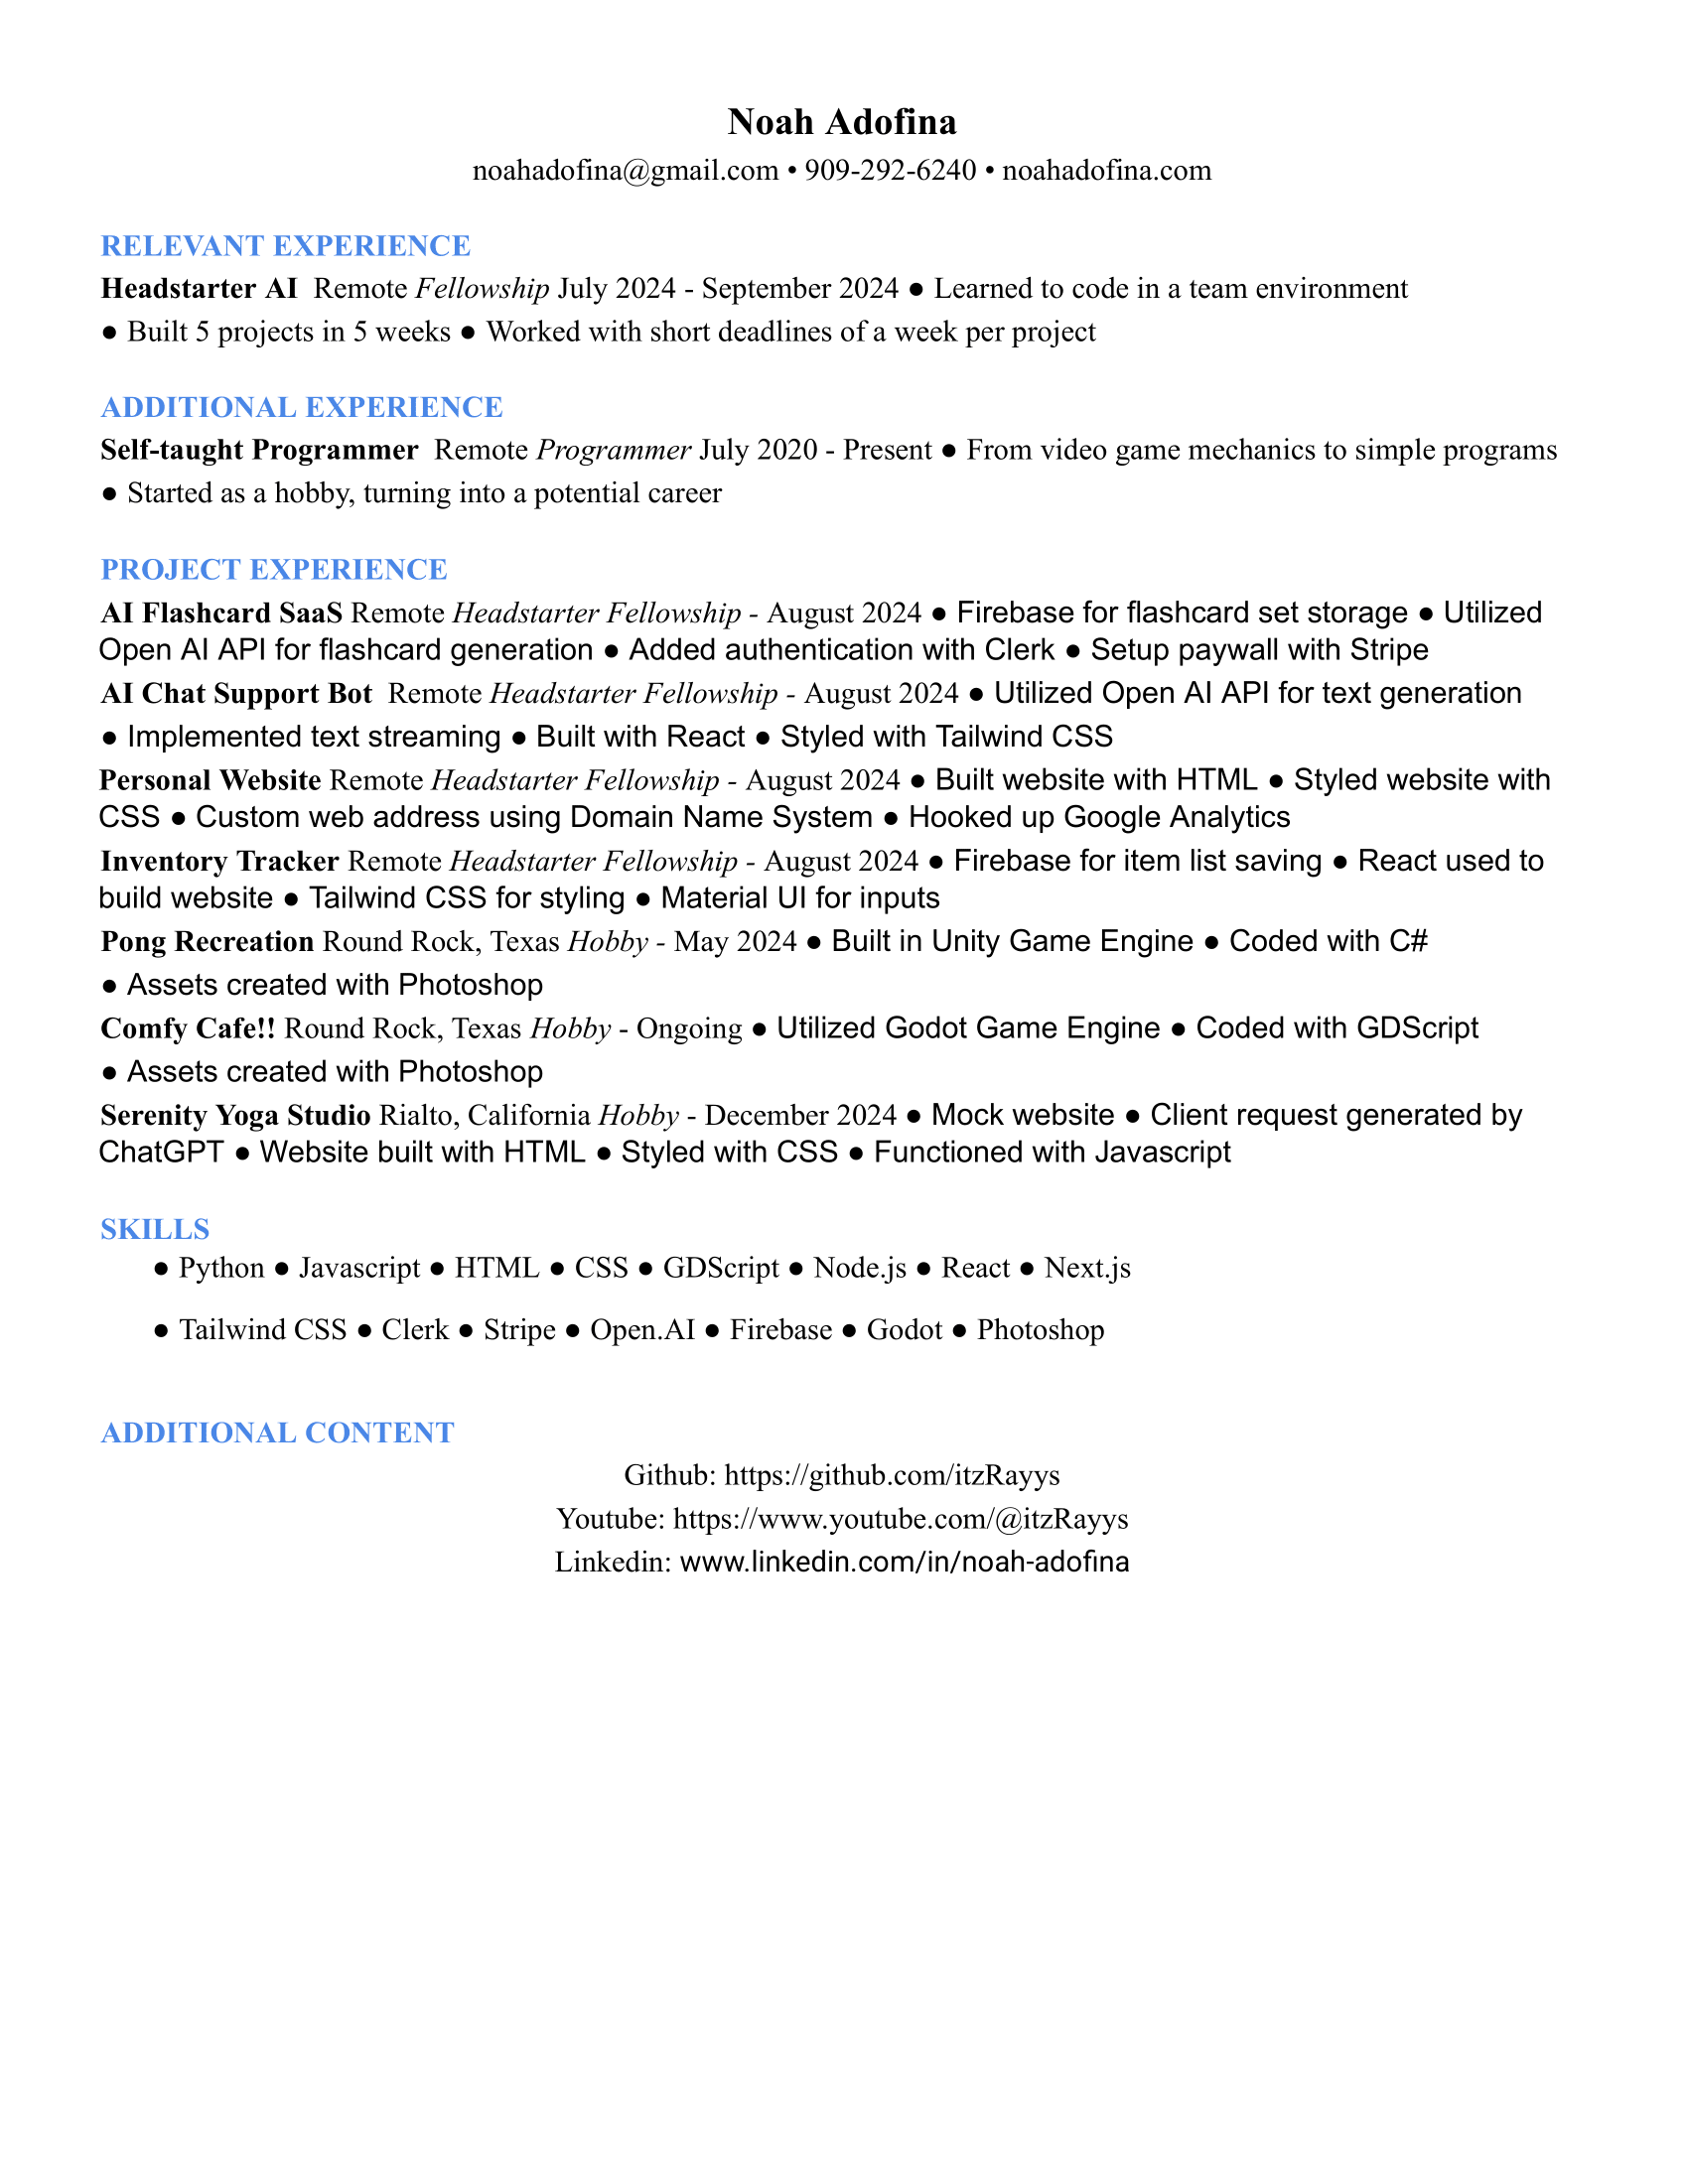 Noah Adofina
noahadofina@gmail.com • 909-292-6240 • noahadofina.com
RELEVANT EXPERIENCE
Headstarter AI  Remote Fellowship July 2024 - September 2024 ● Learned to code in a team environment
● Built 5 projects in 5 weeks ● Worked with short deadlines of a week per project
ADDITIONAL EXPERIENCE
Self-taught Programmer  Remote Programmer July 2020 - Present ● From video game mechanics to simple programs
● Started as a hobby, turning into a potential career
PROJECT EXPERIENCE
AI Flashcard SaaS Remote Headstarter Fellowship - August 2024 ● Firebase for flashcard set storage ● Utilized
Open AI API for flashcard generation ● Added authentication with Clerk ● Setup paywall with Stripe
AI Chat Support Bot  Remote Headstarter Fellowship - August 2024 ● Utilized Open AI API for text generation
● Implemented text streaming ● Built with React ● Styled with Tailwind CSS
Personal Website Remote Headstarter Fellowship - August 2024 ● Built website with HTML ● Styled website with
CSS ● Custom web address using Domain Name System ● Hooked up Google Analytics
Inventory Tracker Remote Headstarter Fellowship - August 2024 ● Firebase for item list saving ● React used to
build website ● Tailwind CSS for styling ● Material UI for inputs
Pong Recreation Round Rock, Texas Hobby - May 2024 ● Built in Unity Game Engine ● Coded with C#
● Assets created with Photoshop
Comfy Cafe!! Round Rock, Texas Hobby - Ongoing ● Utilized Godot Game Engine ● Coded with GDScript
● Assets created with Photoshop
Serenity Yoga Studio Rialto, California Hobby - December 2024 ● Mock website ● Client request generated by
ChatGPT ● Website built with HTML ● Styled with CSS ● Functioned with Javascript
SKILLS
● Python ● Javascript ● HTML ● CSS ● GDScript ● Node.js ● React ● Next.js
● Tailwind CSS ● Clerk ● Stripe ● Open.AI ● Firebase ● Godot ● Photoshop
ADDITIONAL CONTENT
Github: https://github.com/itzRayys
Youtube: https://www.youtube.com/@itzRayys
Linkedin: www.linkedin.com/in/noah-adofina